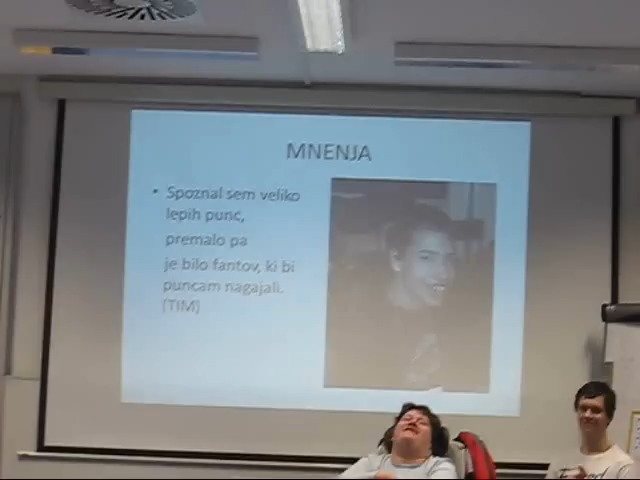 MNENJA
• Spoznal sem veliko
lepih punc,
premalo pa
je bilo fantov, ki bi
puncam nagajali.
(TIM)